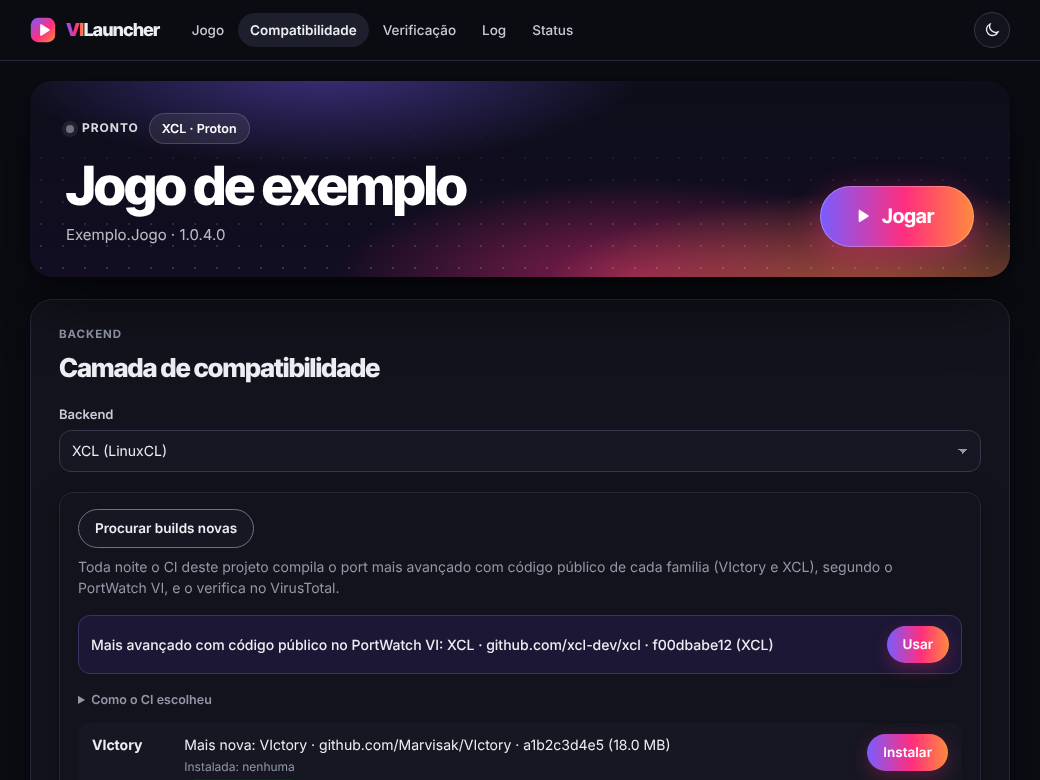 VILauncher
Jogo
Compatibilidade
Verificação
Log
Status
PRONTO
XCL · Proton
Jogo de exemplo
Exemplo.Jogo · 1.0.4.0
Jogar
BACKEND
Camada de compatibilidade
Backend
XCL (LinuxCL)
Procurar builds novas
Toda noite o CI deste projeto compila o port mais avançado com código público de cada família (VIctory e XCL), segundo o
PortWatch VI, e o verifica no VirusTotal.
Mais avançado com código público no PortWatch VI: XCL · github.com/xcl-dev/xcl · f00dbabe12 (XCL)
Usar
Como o CI escolheu
VIctory
Mais nova: VIctory · github.com/Marvisak/VIctory · a1b2c3d4e5 (18.0 MB)
Instalada: nenhuma
Instalar